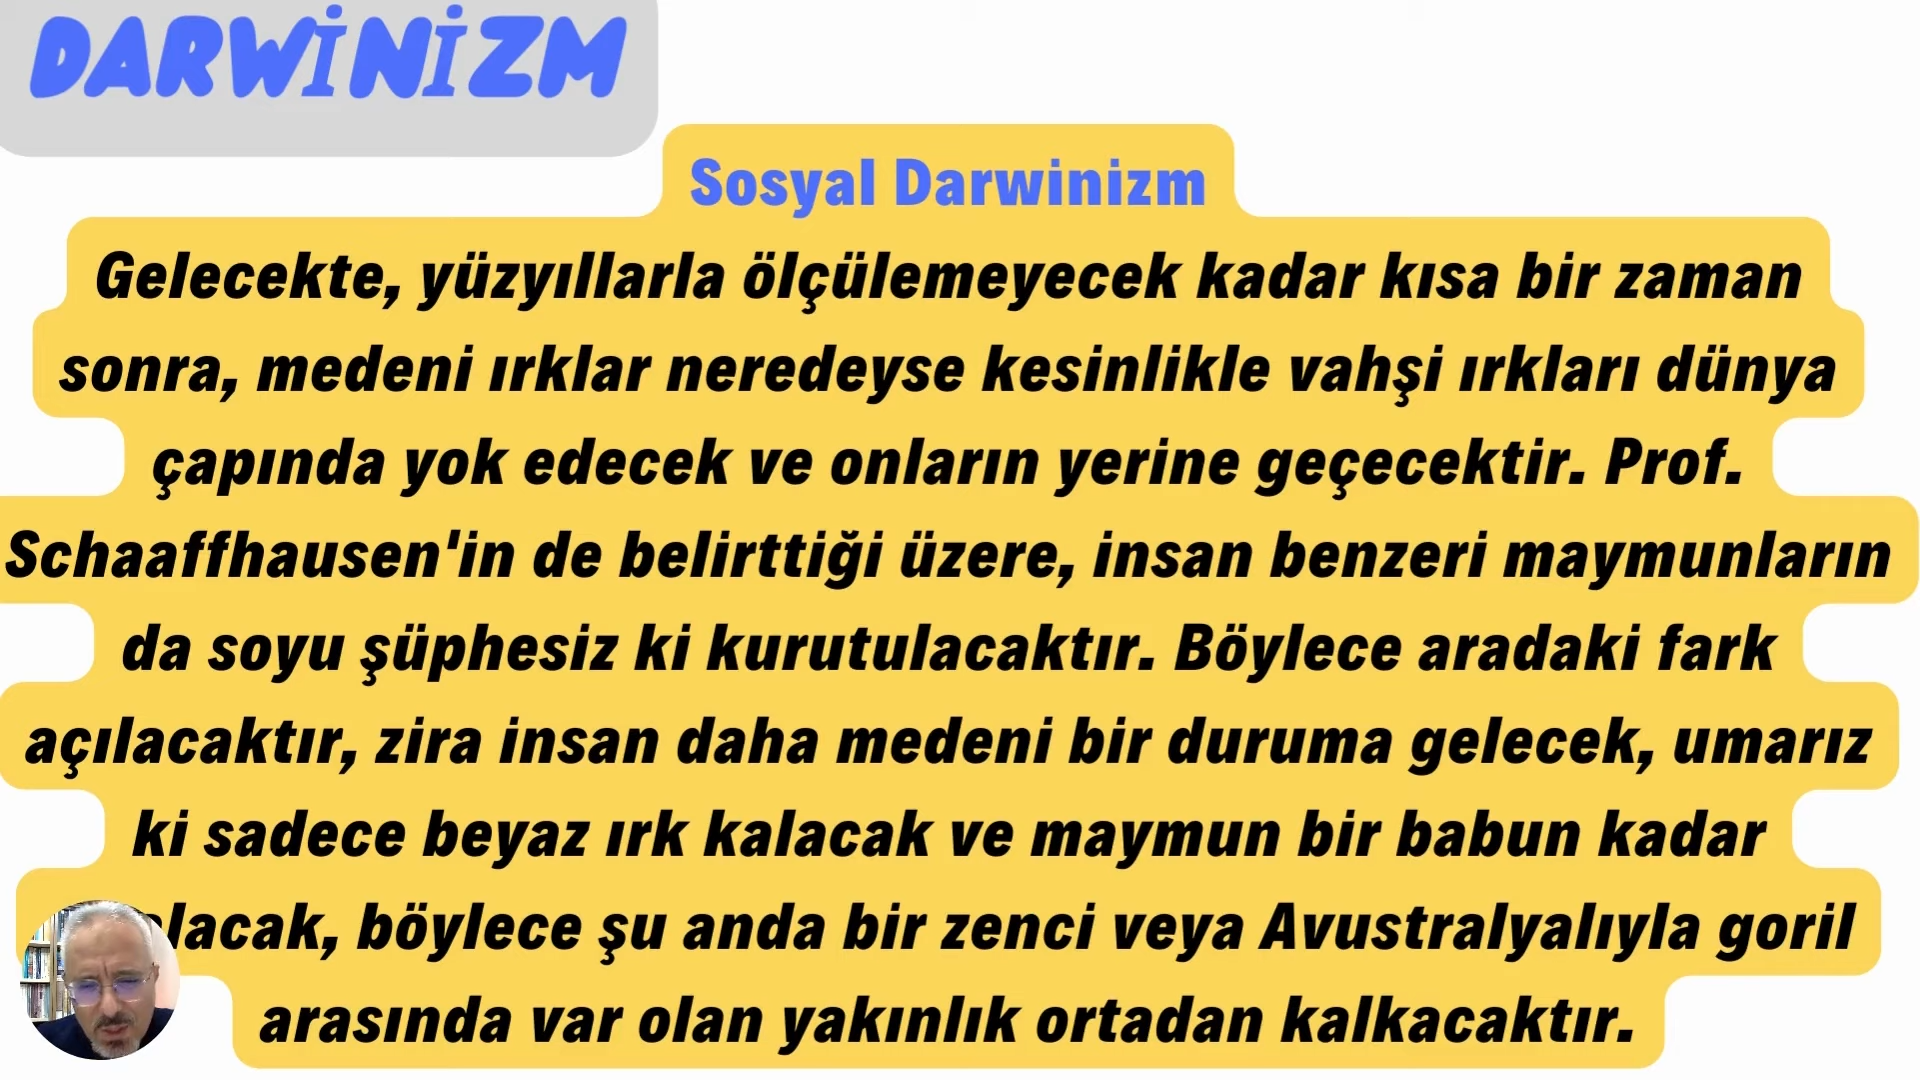 DARWİNİZM
Sosyal Darwinizm
Gelecekte, yüzyıllarla ölçülemeyecek kadar kısa bir zaman
sonra, medeni ırklar neredeyse kesinlikle vahşi ırkları dünya
çapında yok edecek ve onların yerine geçecektir. Prof.
Schaaffhausen'in de belirttiği üzere, insan benzeri maymunların
da soyu şüphesiz ki kurutulacaktır. Böylece aradaki fark
açılacaktır, zira insan daha medeni bir duruma gelecek, umarız
ki sadece beyaz ırk kalacak ve maymun bir babun kadar
böylece şu anda bir zenci veya Avustralyalıyla goril
arasında var olan yakınlık ortadan kalkacaktır.